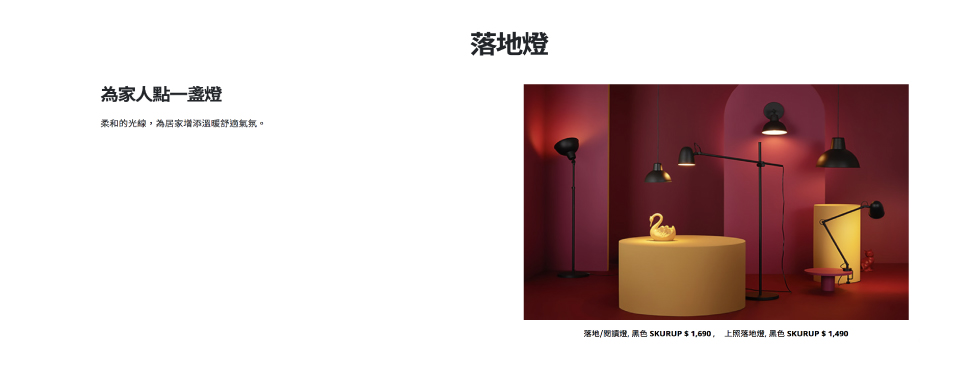 落地燈
為家人點一盞燈
柔和的光線，為居家增添溫暖舒適氣氛。
落地/閱讀燈, 黑色 SKURUP $ 1,690 ,　上照落地燈, 黑色 SKURUP $ 1,490